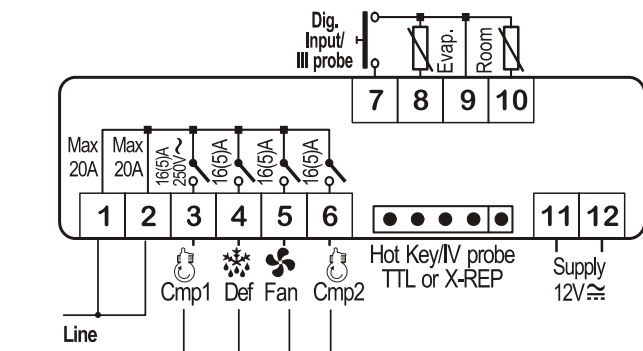 Dig.
Input/
III probe
Evap.
Room
7 8 9 10
Max
20A
Max
20A
16(5)A
250V~
16(5)A
16(5)A
16(5)A
1 2 3 4 5 6
11 12
Cmp1 Def Fan Cmp2
Hot Key/IV probe
TTL or X-REP
Supply
12V≂
Line